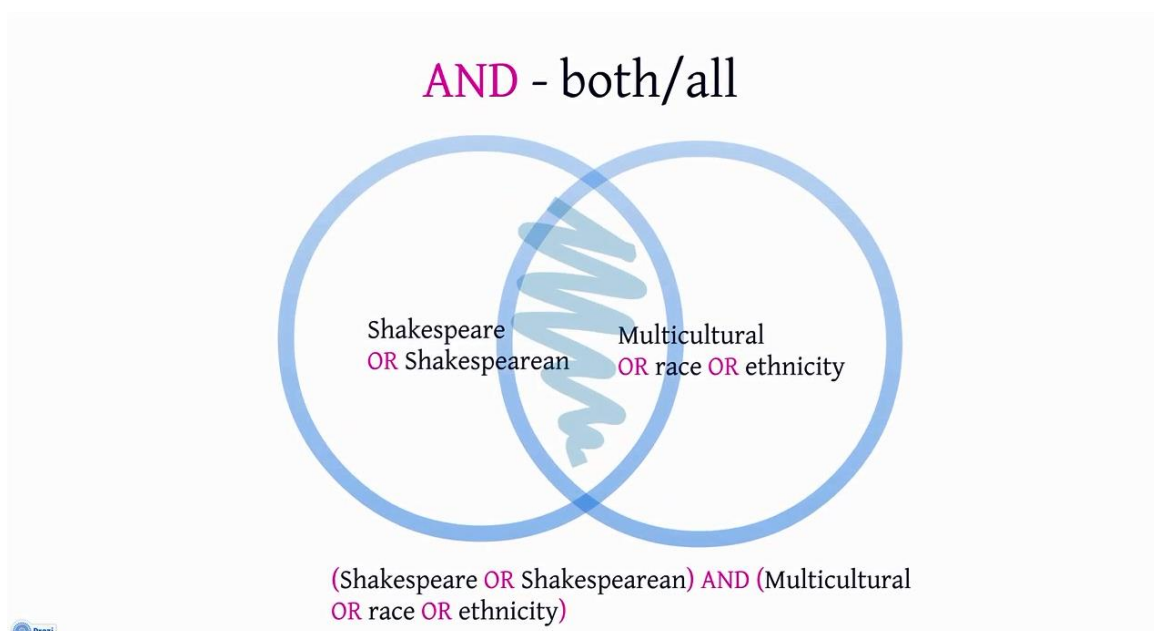 AND - both/all
Shakespeare
OR Shakespearean
Multicultural
OR race OR ethnicity
(Shakespeare OR Shakespearean) AND (Multicultural
OR race OR ethnicity)
Prezi